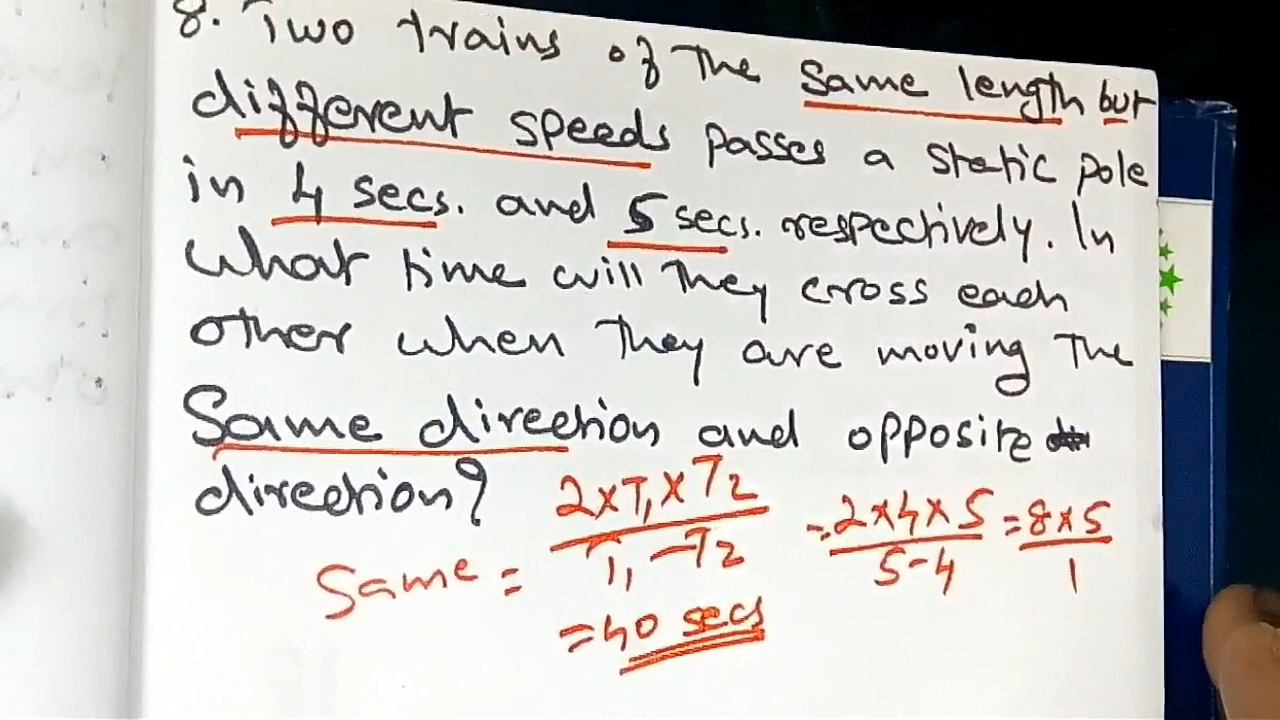 8. Two trains of the same length but
different speeds passes a static pole
in 4 secs. and 5 secs. respectively. In
what time will they cross each
other when they are moving the
Same direction and opposite
direction?
Same = 2×T₁×T₂ / T₁-T₂ = 2×4×5 / 5-4 = 8×5 / 1
= 40 secs